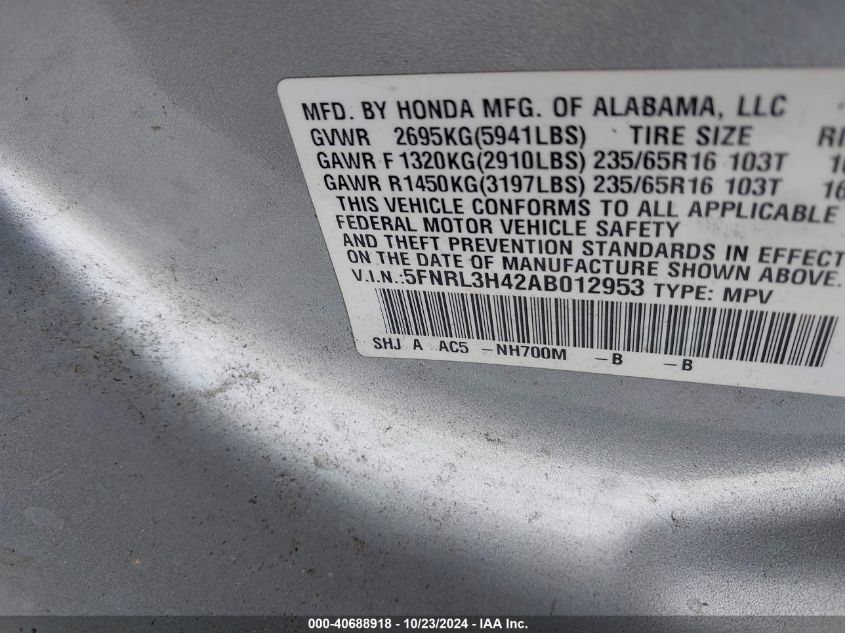 MFD. BY HONDA MFG. OF ALABAMA, LLC
GVWR 2695KG(5941LBS) TIRE SIZE
GAWR F 1320KG(2910LBS) 235/65R16 103T
GAWR R1450KG(3197LBS) 235/65R16 103T 16
THIS VEHICLE CONFORMS TO ALL APPLICABLE
FEDERAL MOTOR VEHICLE SAFETY
AND THEFT PREVENTION STANDARDS IN EFFECT
ON THE DATE OF MANUFACTURE SHOWN ABOVE.
V.I.N.:5FNRL3H42AB012953 TYPE: MPV
SHJ A AC5 -NH700M -B -B
000-40688918 - 10/23/2024 - IAA Inc.